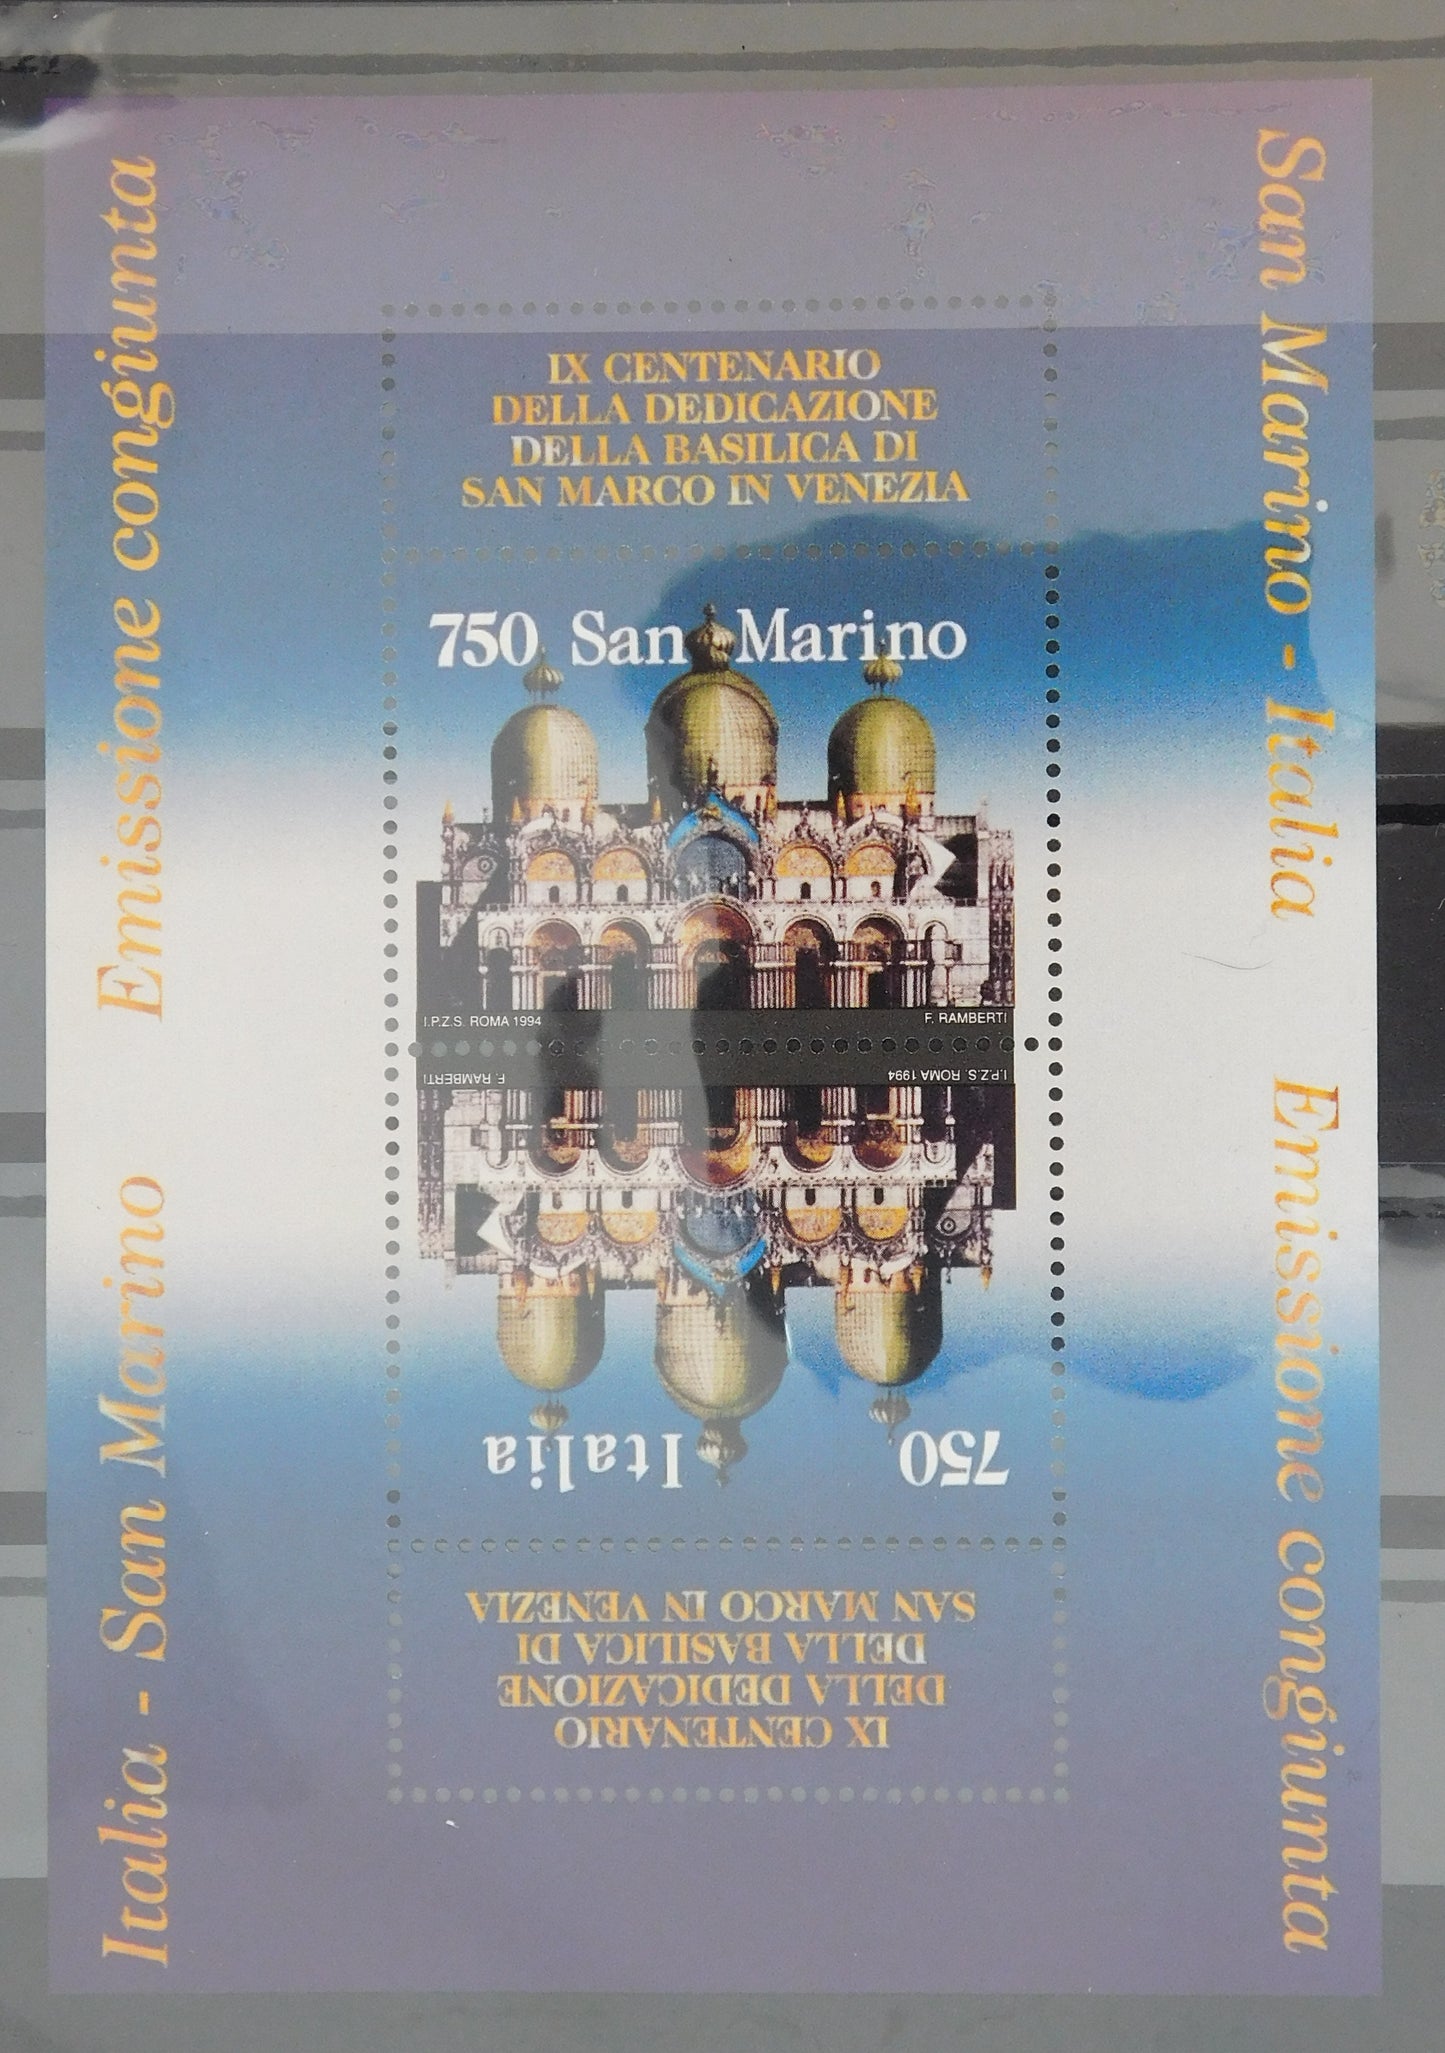 Italia - San Marino Emissione congiunta
San Marino - Italia Emissione congiunta
IX CENTENARIO
DELLA DEDICAZIONE
DELLA BASILICA DI
SAN MARCO IN VENEZIA
750 San Marino
I.P.Z.S. ROMA 1994 F. RAMBERTI
I.P.Z.S. ROMA 1994 F. RAMBERTI
750 Italia
IX CENTENARIO
DELLA DEDICAZIONE
DELLA BASILICA DI
SAN MARCO IN VENEZIA